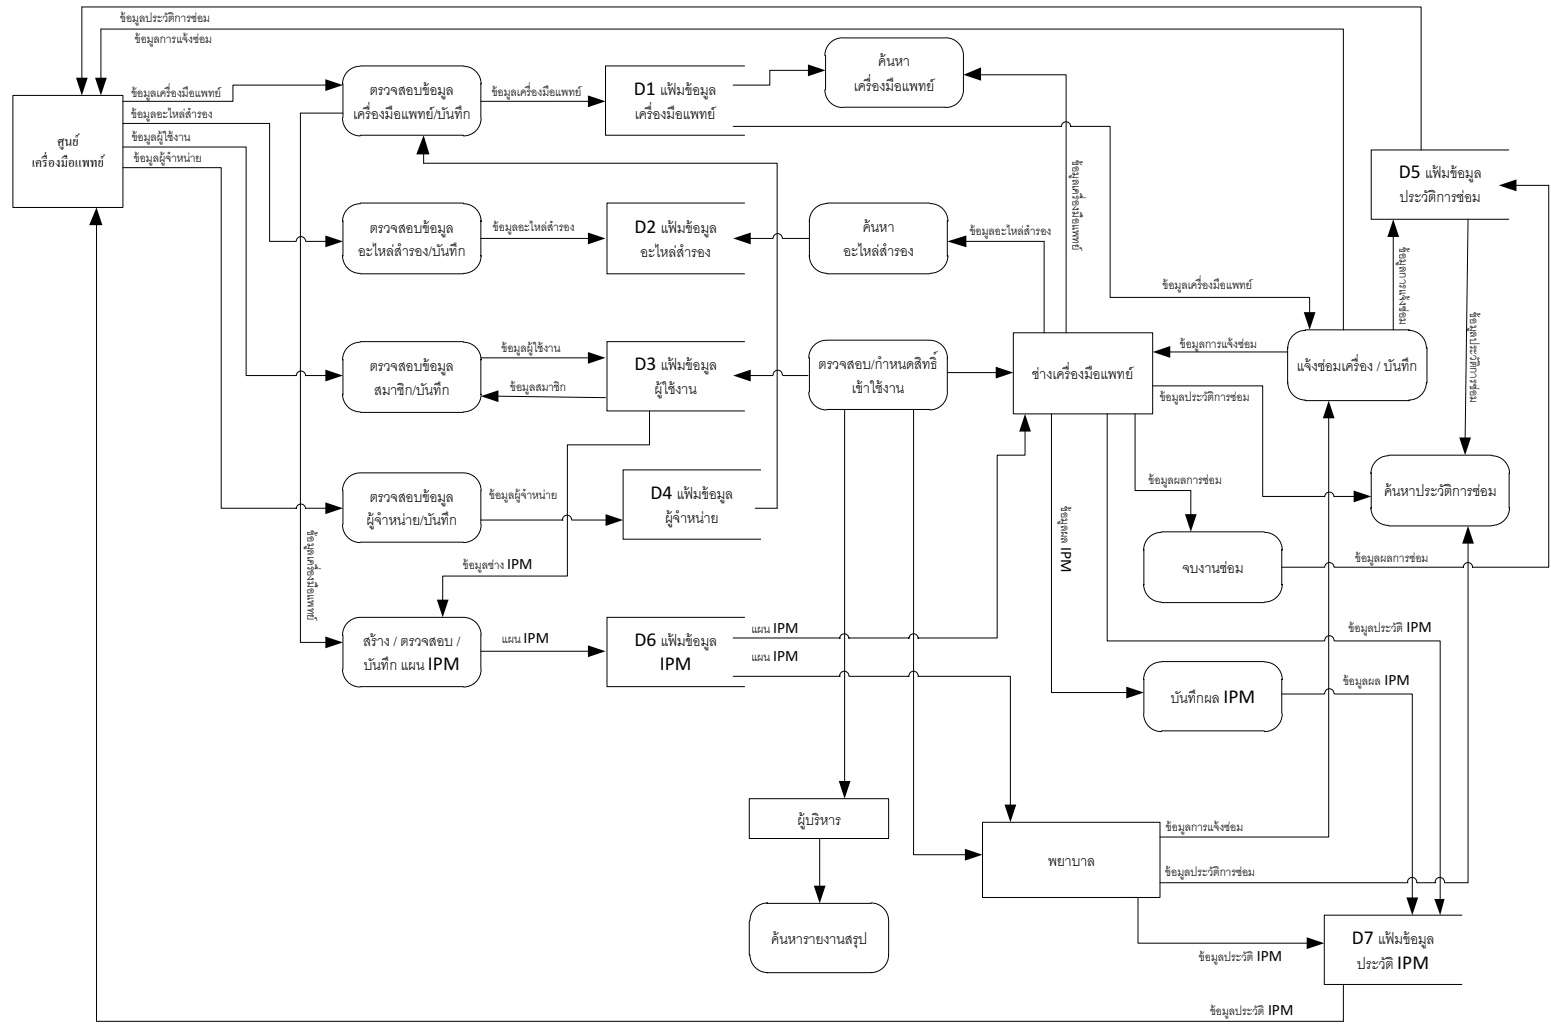 ข้อมูลประวัติการซ่อม
ข้อมูลการแจ้งซ่อม
ศูนย์
เครื่องมือแพทย์
ข้อมูลเครื่องมือแพทย์
ข้อมูลอะไหล่สำรอง
ข้อมูลผู้ใช้งาน
ข้อมูลผู้จำหน่าย
ตรวจสอบข้อมูล
เครื่องมือแพทย์/บันทึก
ข้อมูลเครื่องมือแพทย์
D1 แฟ้มข้อมูล
เครื่องมือแพทย์
ค้นหา
เครื่องมือแพทย์
ข้อมูลเครื่องมือแพทย์
D5 แฟ้มข้อมูล
ประวัติการซ่อม
ตรวจสอบข้อมูล
อะไหล่สำรอง/บันทึก
ข้อมูลอะไหล่สำรอง
D2 แฟ้มข้อมูล
อะไหล่สำรอง
ค้นหา
อะไหล่สำรอง
ข้อมูลอะไหล่สำรอง
ข้อมูลเครื่องมือแพทย์
ข้อมูลการแจ้งซ่อม
ข้อมูลประวัติการซ่อม
ตรวจสอบข้อมูล
สมาชิก/บันทึก
ข้อมูลผู้ใช้งาน
ข้อมูลสมาชิก
D3 แฟ้มข้อมูล
ผู้ใช้งาน
ตรวจสอบ/กำหนดสิทธิ์
เข้าใช้งาน
ช่างเครื่องมือแพทย์
ข้อมูลการแจ้งซ่อม
แจ้งซ่อมเครื่อง / บันทึก
ข้อมูลประวัติการซ่อม
ตรวจสอบข้อมูล
ผู้จำหน่าย/บันทึก
ข้อมูลผู้จำหน่าย
D4 แฟ้มข้อมูล
ผู้จำหน่าย
ข้อมูลผลการซ่อม
ค้นหาประวัติการซ่อม
ข้อมูลเครื่องมือแพทย์
ข้อมูลช่าง IPM
ข้อมูลผล IPM
จบงานซ่อม
ข้อมูลผลการซ่อม
สร้าง / ตรวจสอบ /
บันทึก แผน IPM
แผน IPM
D6 แฟ้มข้อมูล
IPM
แผน IPM
แผน IPM
ข้อมูลประวัติ IPM
บันทึกผล IPM
ข้อมูลผล IPM
ผู้บริหาร
พยาบาล
ข้อมูลการแจ้งซ่อม
ข้อมูลประวัติการซ่อม
ค้นหารายงานสรุป
ข้อมูลประวัติ IPM
D7 แฟ้มข้อมูล
ประวัติ IPM
ข้อมูลประวัติ IPM